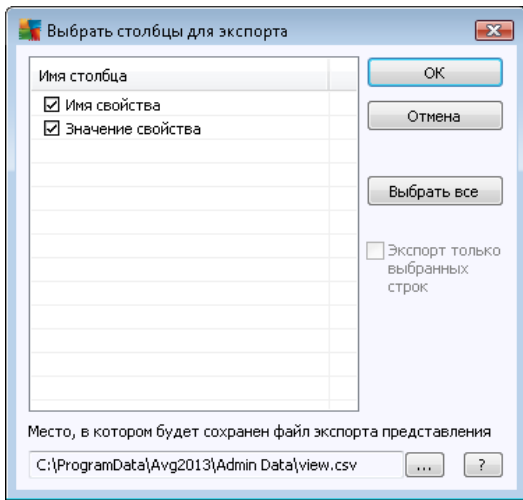 Выбрать столбцы для экспорта
Имя столбца
Имя свойства
Значение свойства
ОК
Отмена
Выбрать все
Экспорт только
выбранных
строк
Место, в котором будет сохранен файл экспорта представления
C:\ProgramData\Avg2013\Admin Data\view.csv
...
?